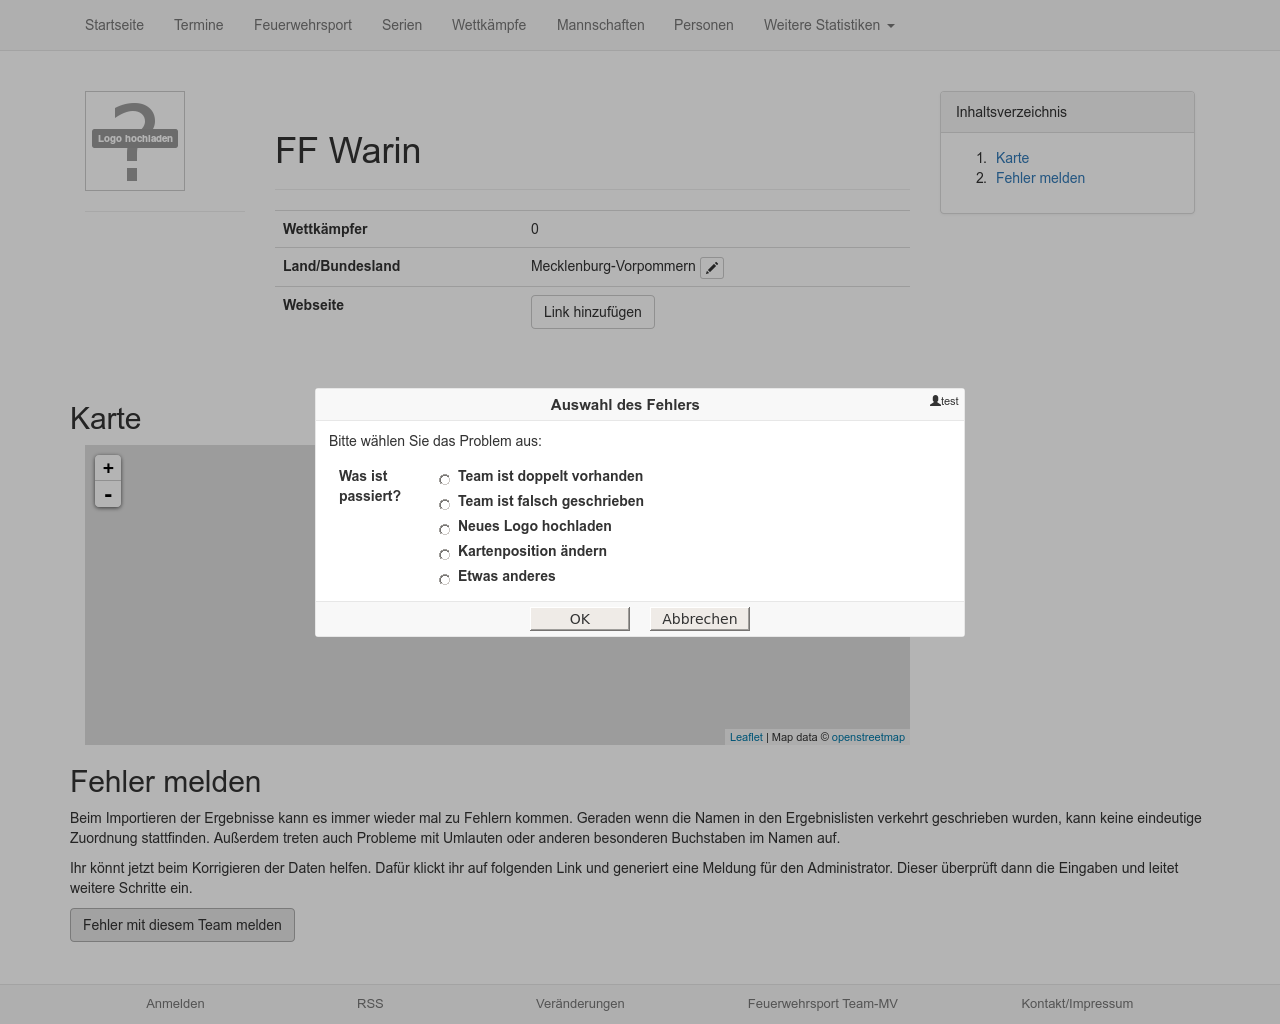 Startseite Termine Feuerwehrsport Serien Wettkämpfe Mannschaften Personen Weitere Statistiken
?
Logo hochladen
FF Warin
Inhaltsverzeichnis
1. Karte
2. Fehler melden
Wettkämpfer 0
Land/Bundesland Mecklenburg-Vorpommern
Webseite Link hinzufügen
Karte
+
-
Auswahl des Fehlers
test
Bitte wählen Sie das Problem aus:
Was ist
passiert?
Team ist doppelt vorhanden
Team ist falsch geschrieben
Neues Logo hochladen
Kartenposition ändern
Etwas anderes
OK Abbrechen
Leaflet | Map data © openstreetmap
Fehler melden
Beim Importieren der Ergebnisse kann es immer wieder mal zu Fehlern kommen. Geraden wenn die Namen in den Ergebnislisten verkehrt geschrieben wurden, kann keine eindeutige
Zuordnung stattfinden. Außerdem treten auch Probleme mit Umlauten oder anderen besonderen Buchstaben im Namen auf.
Ihr könnt jetzt beim Korrigieren der Daten helfen. Dafür klickt ihr auf folgenden Link und generiert eine Meldung für den Administrator. Dieser überprüft dann die Eingaben und leitet
weitere Schritte ein.
Fehler mit diesem Team melden
Anmelden RSS Veränderungen Feuerwehrsport Team-MV Kontakt/Impressum